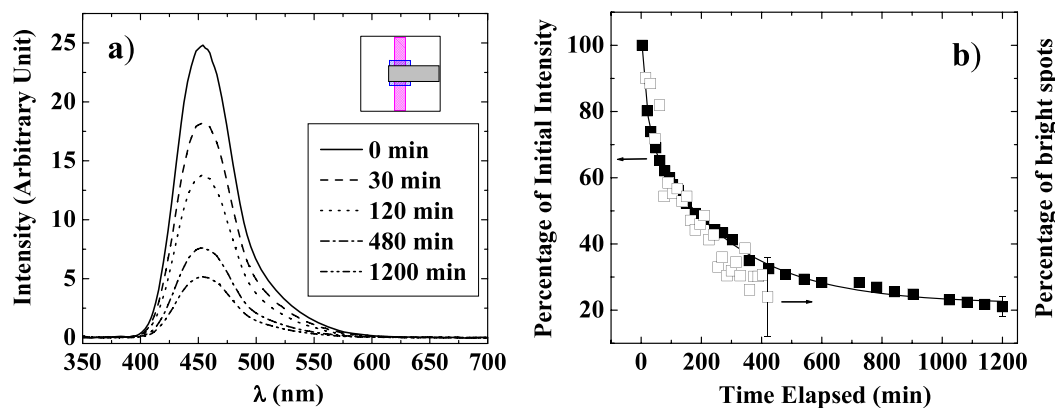 a)
Intensity (Arbitrary Unit)
25
20
15
10
5
0
0 min
30 min
120 min
480 min
1200 min
350 400 450 500 550 600 650 700
λ (nm)
b)
Percentage of Initial Intensity
100
80
60
40
20
0 200 400 600 800 1000 1200
Time Elapsed (min)
Percentage of bright spots